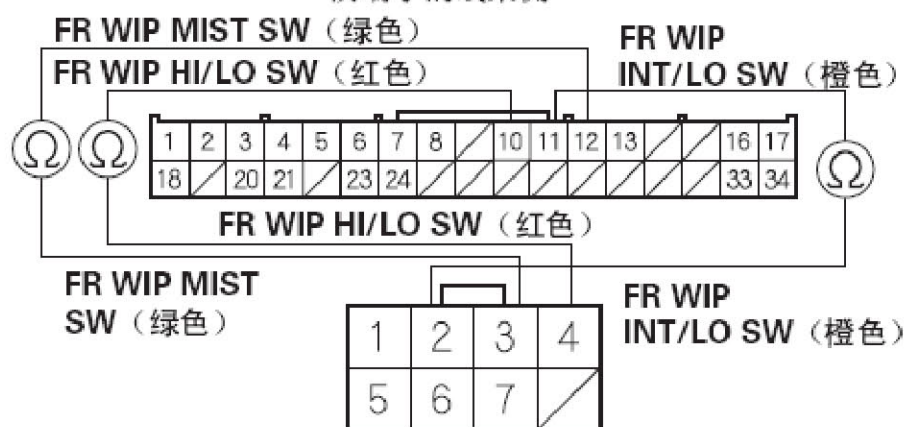 FR WIP MIST SW（绿色）
FR WIP HI/LO SW（红色）
FR WIP
INT/LO SW（橙色）
Ω Ω
1 2 3 4 5 6 7 8 10 11 12 13 16 17
18 20 21 23 24 33 34
Ω
FR WIP HI/LO SW（红色）
FR WIP MIST
SW（绿色）
FR WIP
INT/LO SW（橙色）
1 2 3 4
5 6 7